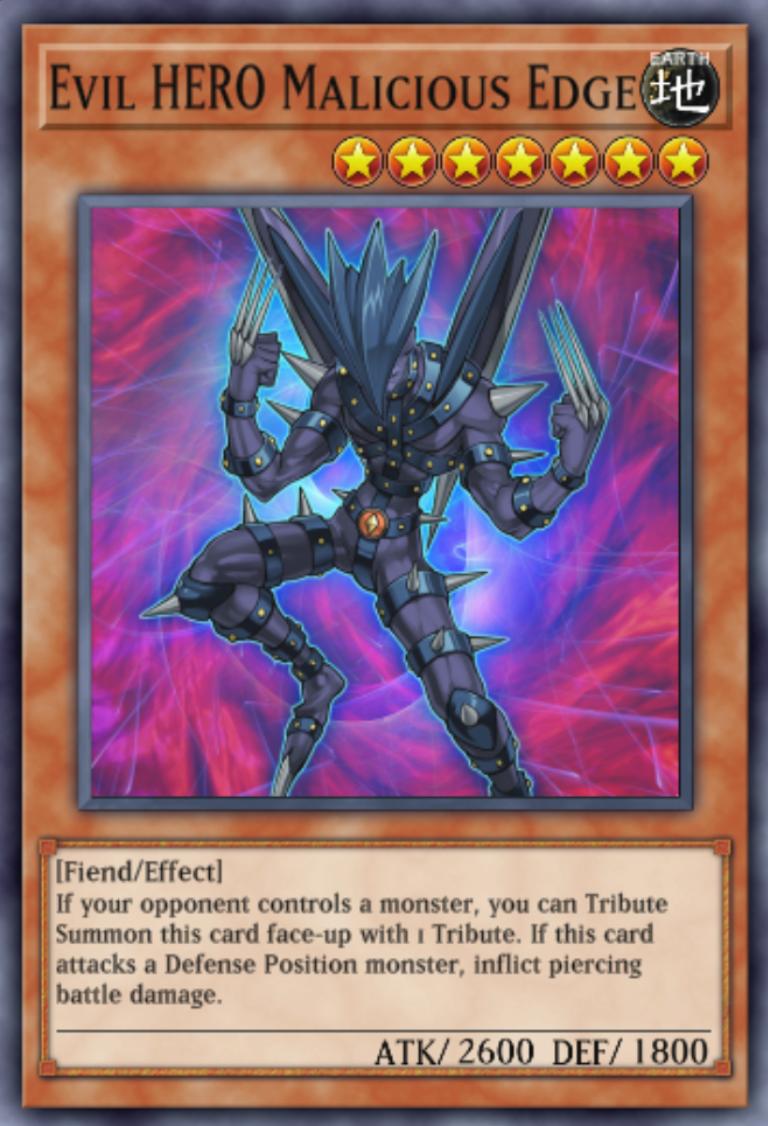 EVIL HERO MALICIOUS EDGE
EARTH
地
[Fiend/Effect]
If your opponent controls a monster, you can Tribute
Summon this card face-up with 1 Tribute. If this card
attacks a Defense Position monster, inflict piercing
battle damage.
ATK/ 2600 DEF/ 1800